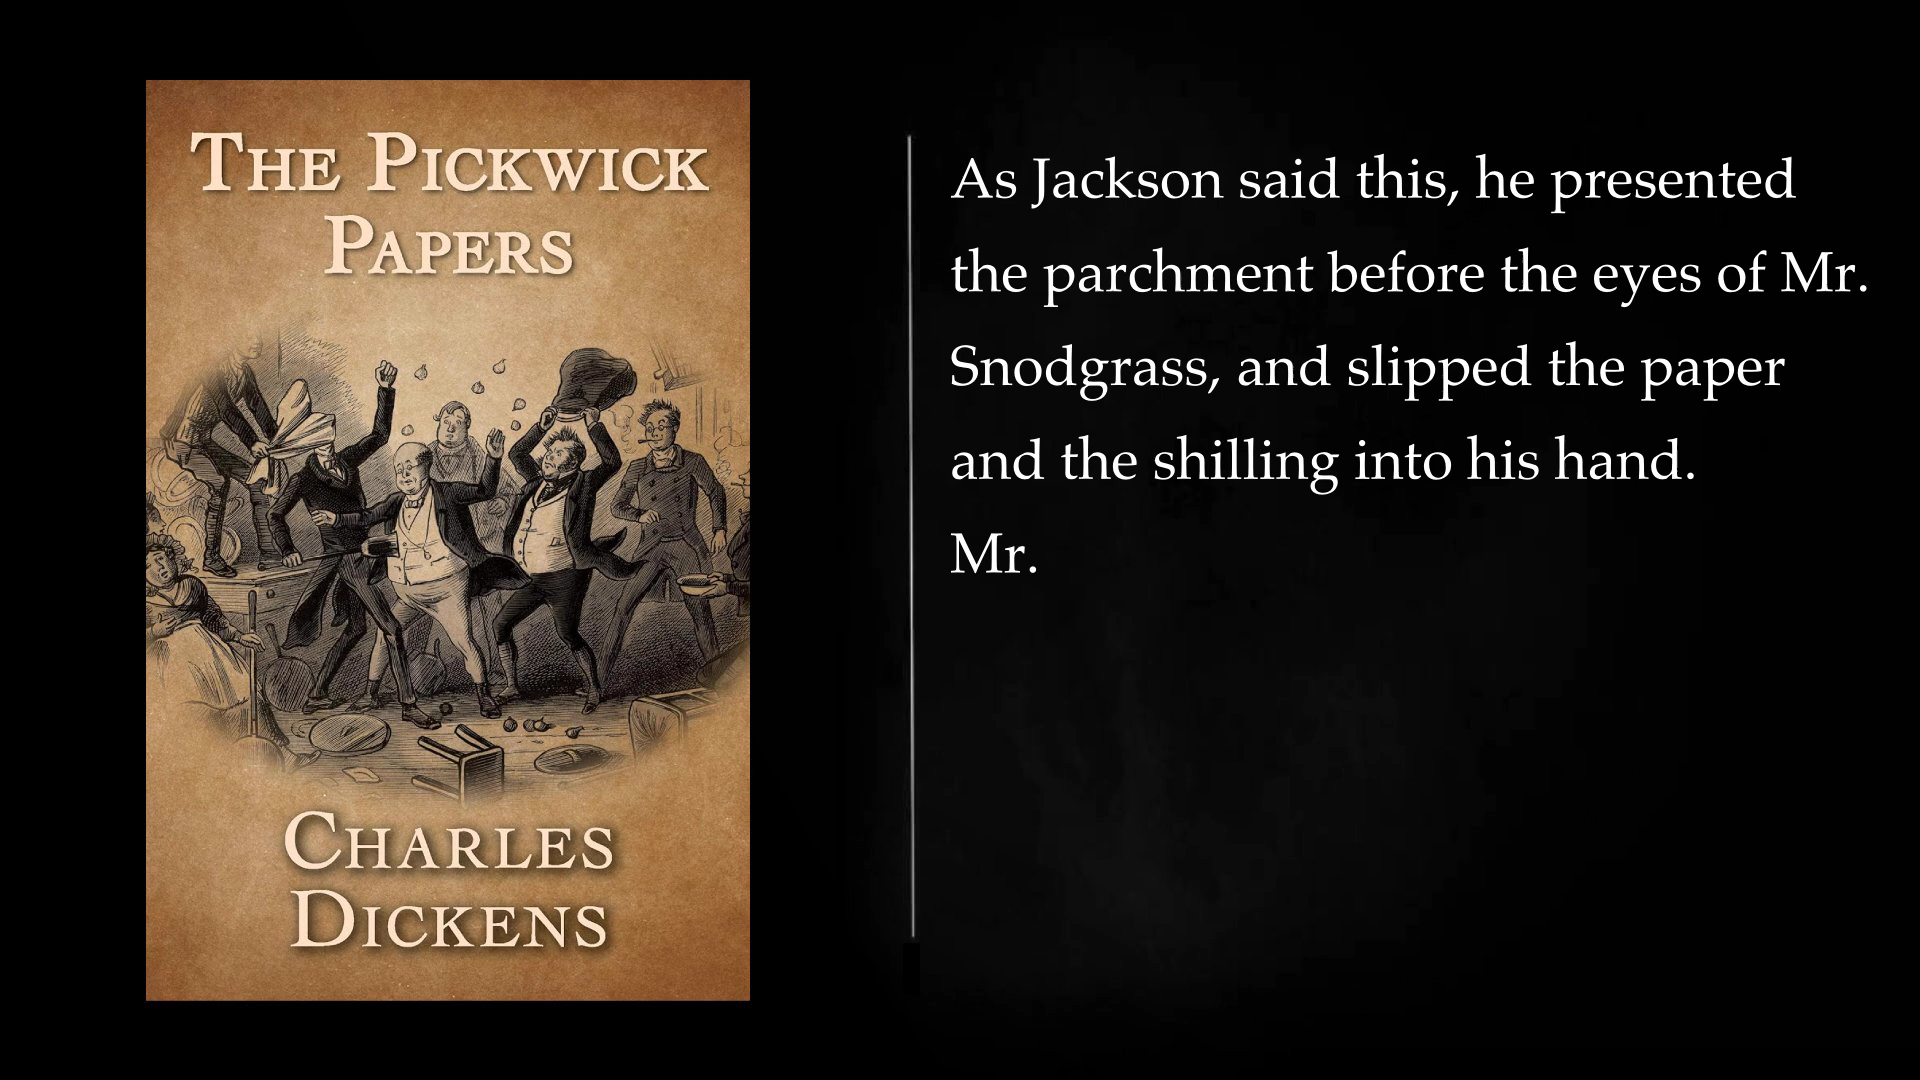 THE PICKWICK
PAPERS
CHARLES
DICKENS
As Jackson said this, he presented
the parchment before the eyes of Mr.
Snodgrass, and slipped the paper
and the shilling into his hand.
Mr.